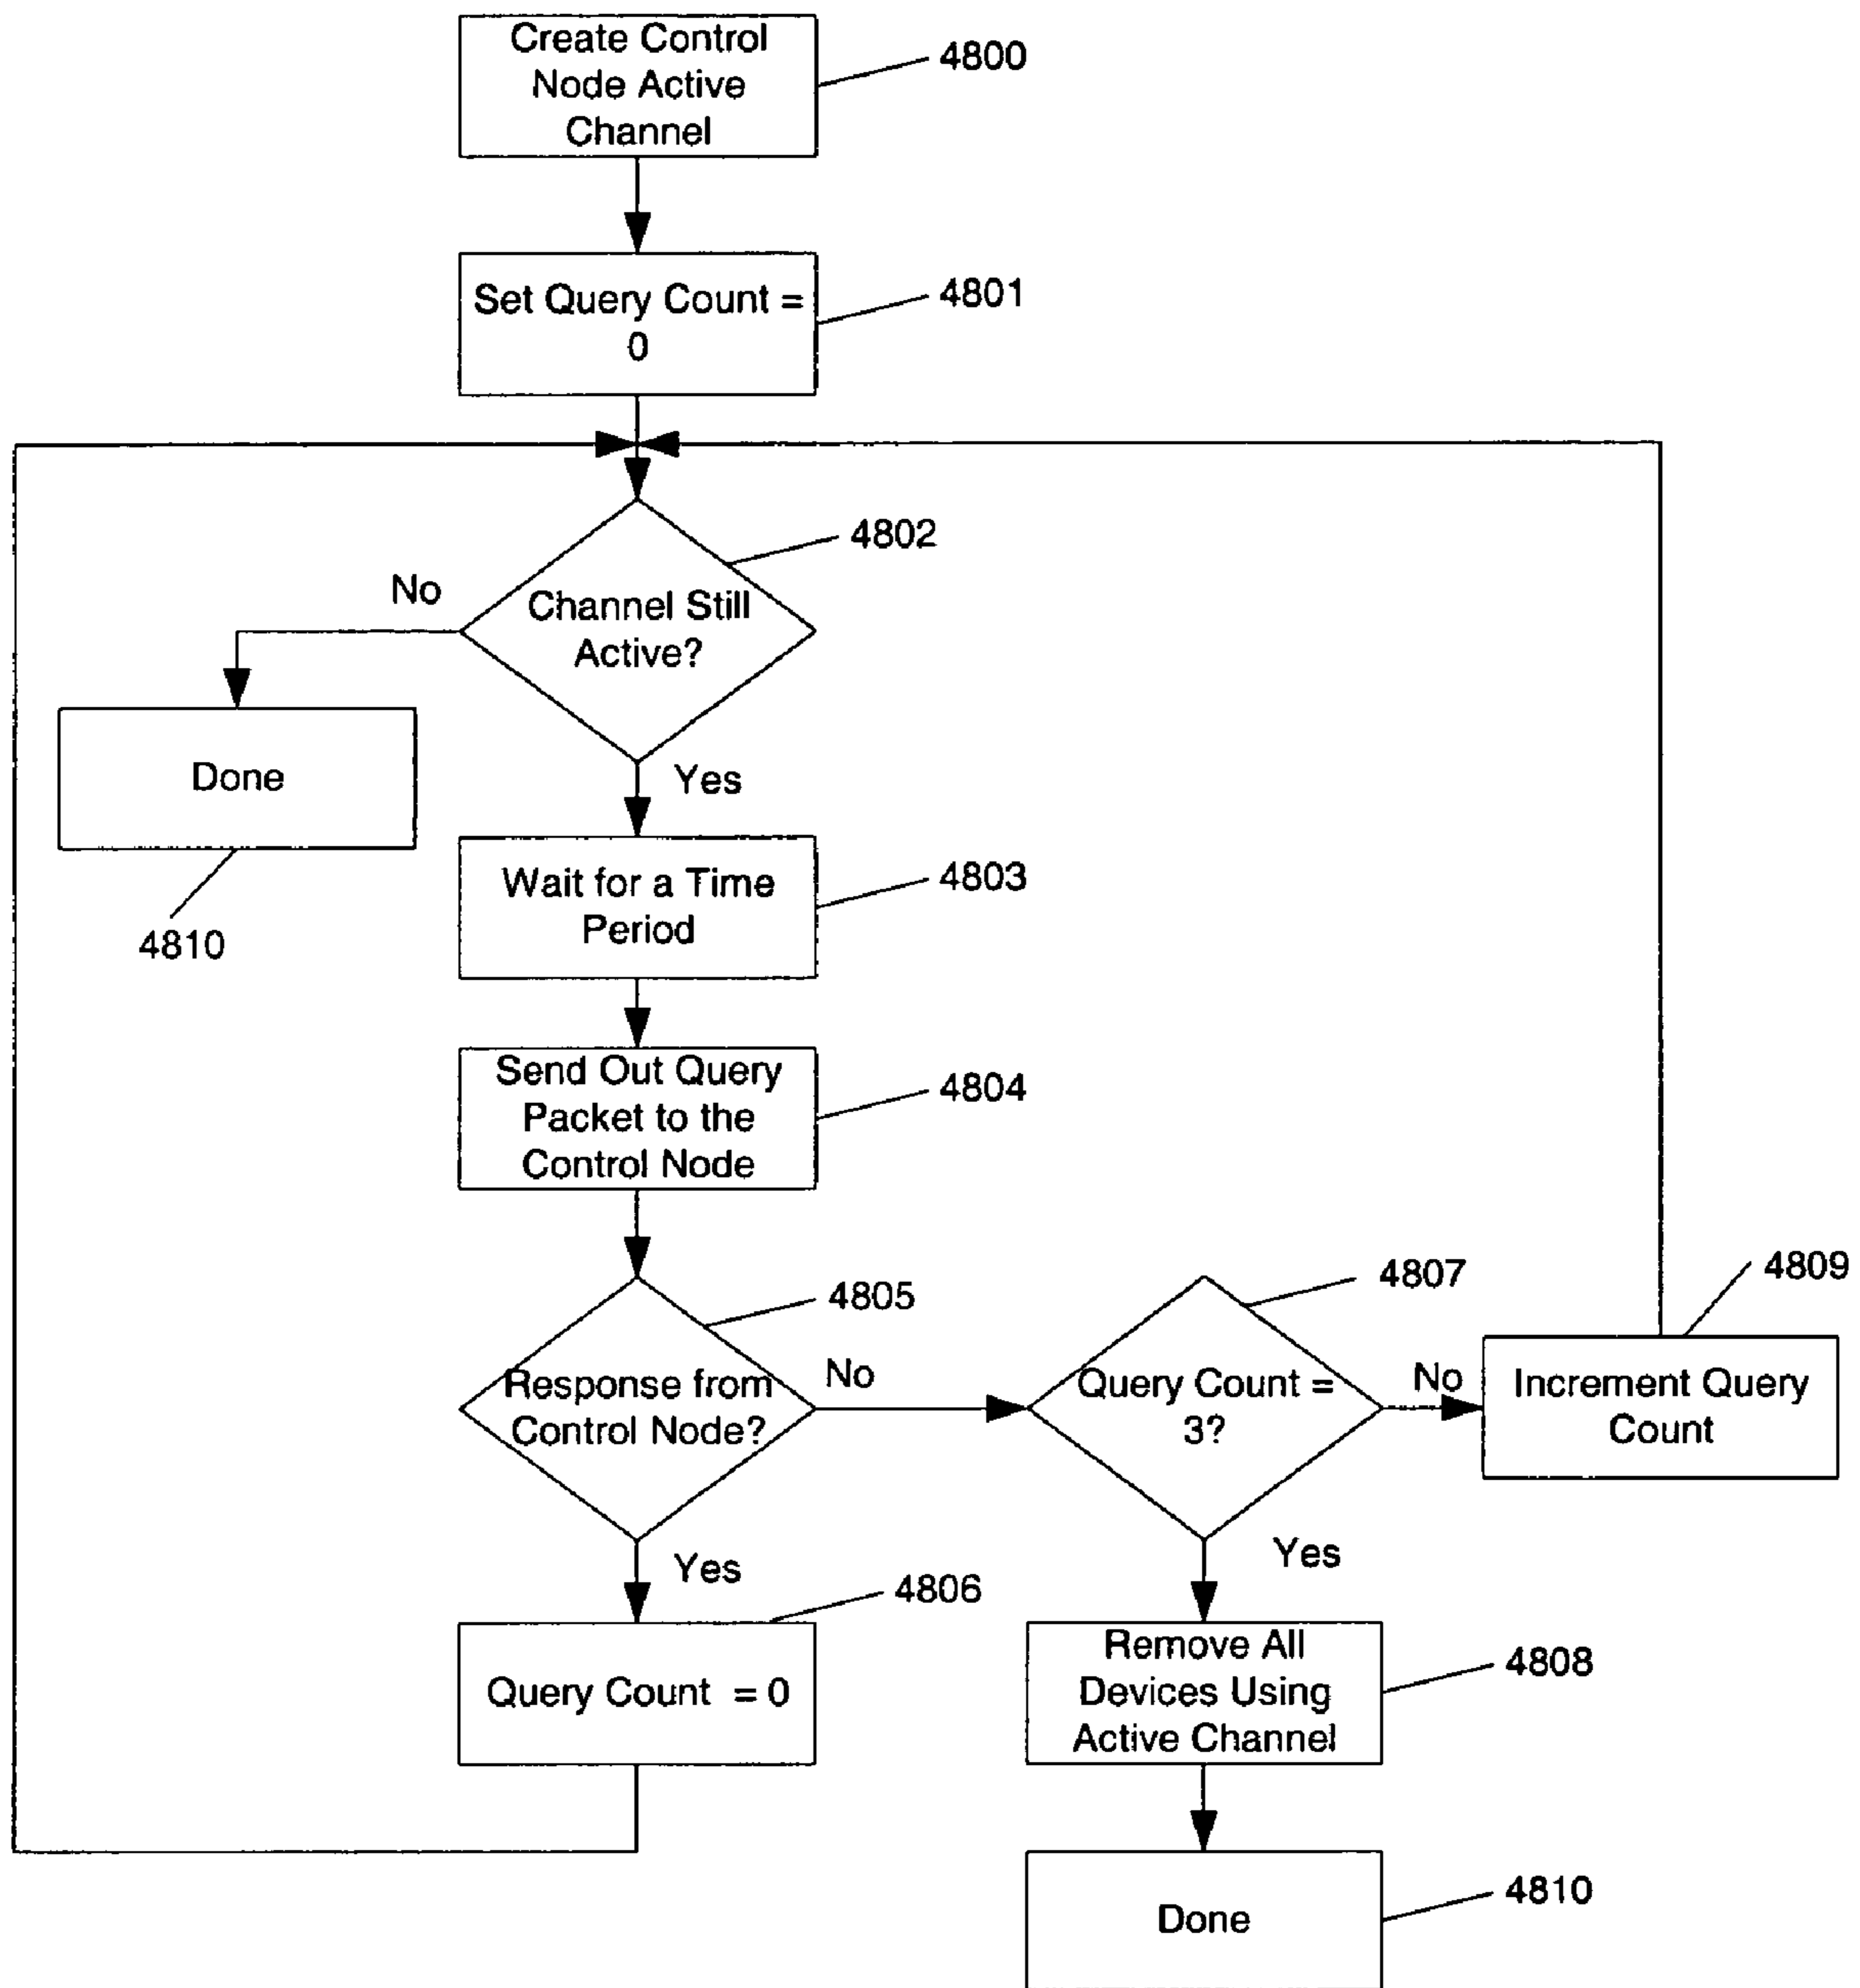 Create Control
Node Active
Channel
4800
Set Query Count =
0
4801
4802
Channel Still
Active?
No
Done
4810
Yes
Wait for a Time
Period
4803
Send Out Query
Packet to the
Control Node
4804
4805
Response from
Control Node?
No
4807
Query Count =
3?
No
4809
Increment Query
Count
Yes
4806
Query Count = 0
Yes
Remove All
Devices Using
Active Channel
4808
Done
4810